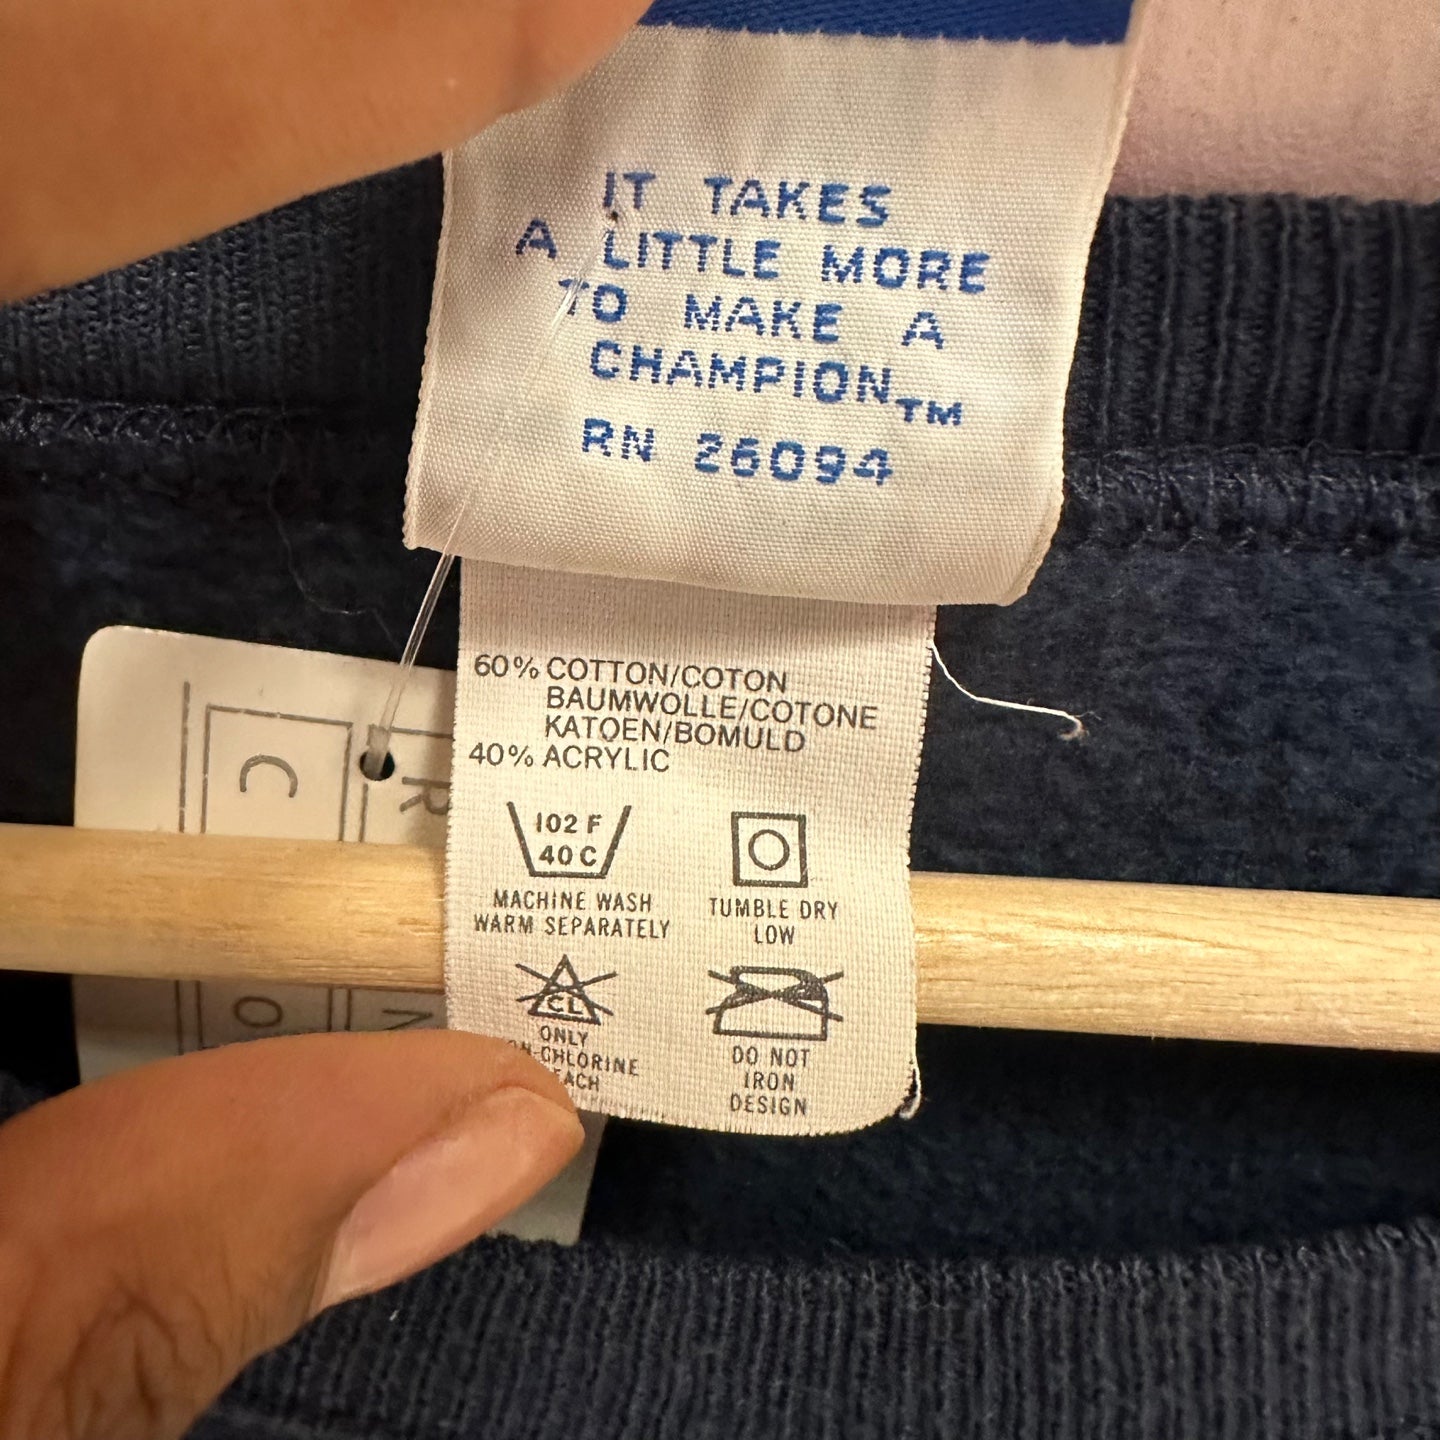 IT TAKES
A LITTLE MORE
TO MAKE A
CHAMPION™
RN 26094
60% COTTON/COTON
BAUMWOLLE/COTONE
KATOEN/BOMULD
40% ACRYLIC
102 F
40 C
MACHINE WASH
WARM SEPARATELY
TUMBLE DRY
LOW
CL
ONLY
DO NOT
IRON
DESIGN
C
R
O
N